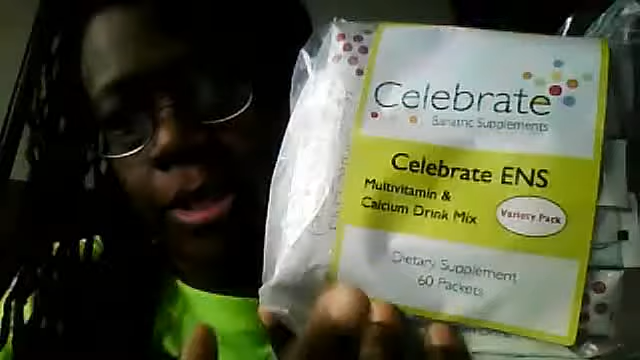 Celebrate
Bariatric Supplements
Celebrate ENS
Multivitamin &
Calcium Drink Mix
Variety Pack
Dietary Supplement
60 Packets